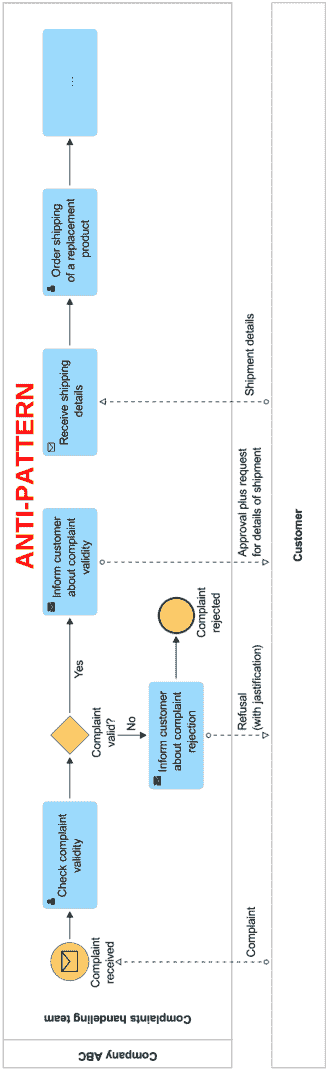 ANTI-PATTERN
Company ABC
Complaints handeling team
Complaint
received
Check complaint
validity
Complaint
valid?
Yes
No
Inform customer
about complaint
validity
Inform customer
about complaint
rejection
Complaint
rejected
Receive shipping
details
Order shipping
of a replacement
product
...
Complaint
Refusal
(with jastification)
Approval plus request
for details of shipment
Shipment details
Customer